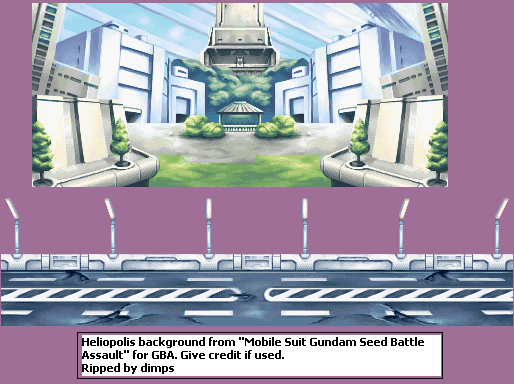 Heliopolis background from "Mobile Suit Gundam Seed Battle
Assault" for GBA. Give credit if used.
Ripped by dimps